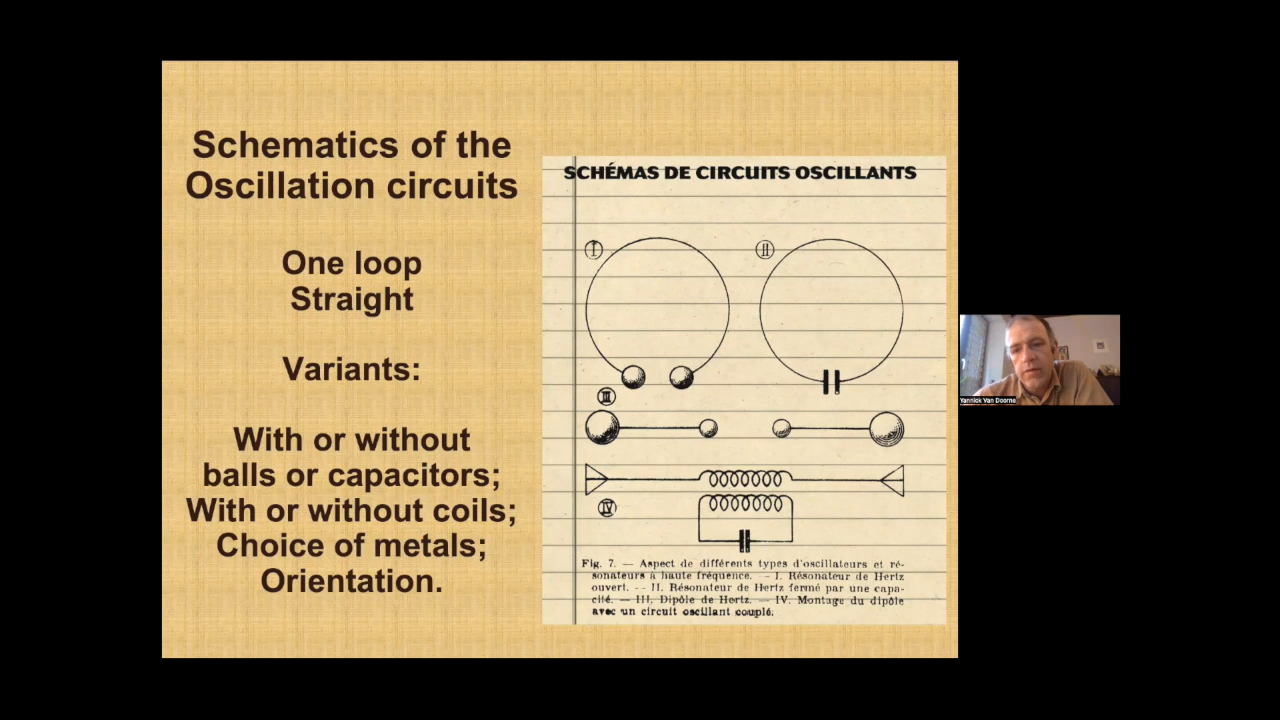 Schematics of the
Oscillation circuits
One loop
Straight
Variants:
With or without
balls or capacitors;
With or without coils;
Choice of metals;
Orientation.
SCHÉMAS DE CIRCUITS OSCILLANTS
I
II
III
IV
Fig. 7. — Aspect de différents types d'oscillateurs et ré-
sonateurs à haute fréquence. — I. Résonateur de Hertz
ouvert. -- II. Résonateur de Hertz fermé par une capa-
cité. — III. Dipôle de Hertz. — IV. Montage du dipôle
avec un circuit oscillant couplé.
Yannick Van Doorne